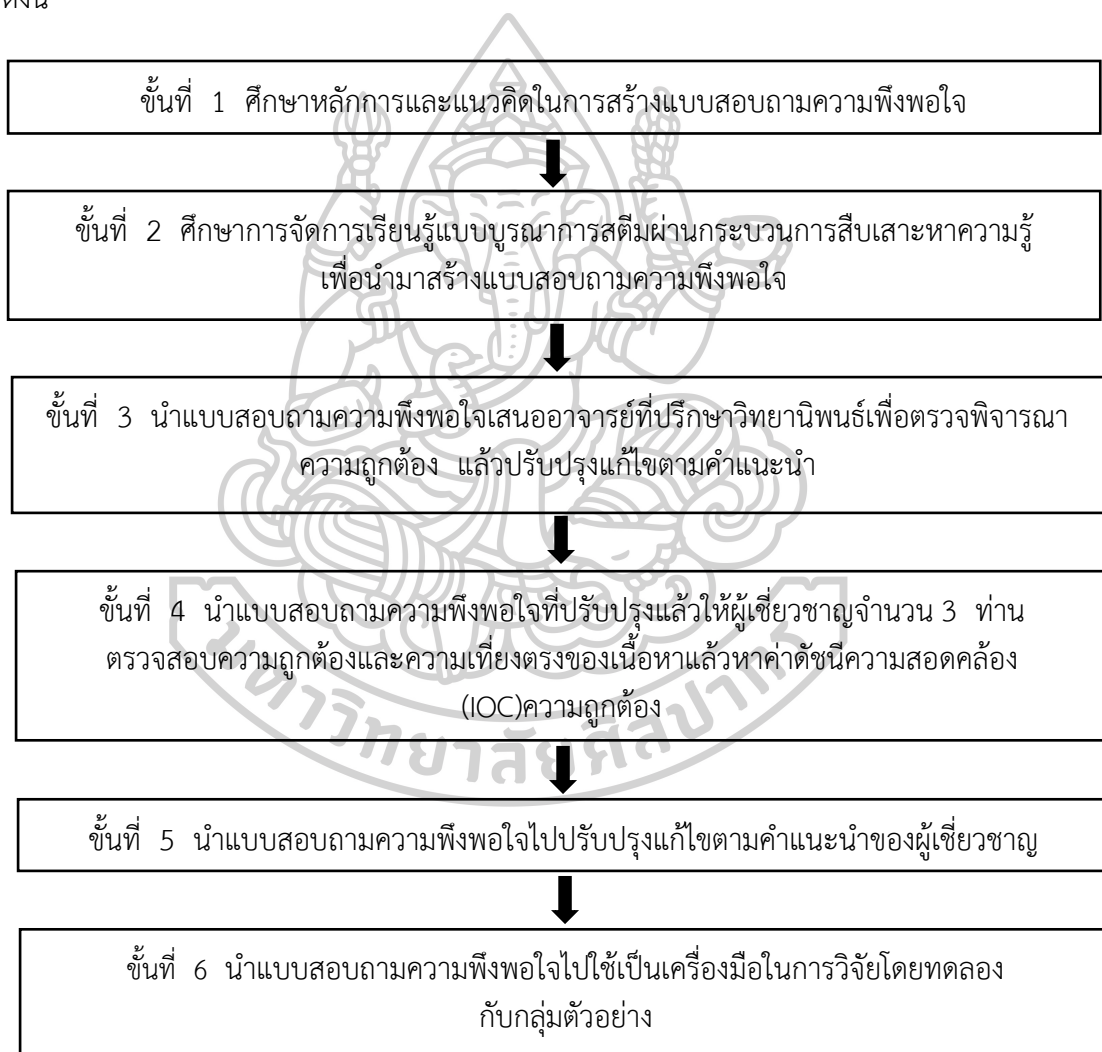 ดังนี้
ขั้นที่ 1 ศึกษาหลักการและแนวคิดในการสร้างแบบสอบถามความพึงพอใจ
ขั้นที่ 2 ศึกษาการจัดการเรียนรู้แบบบูรณาการสตีมผ่านกระบวนการสืบเสาะหาความรู้
เพื่อนำมาสร้างแบบสอบถามความพึงพอใจ
ขั้นที่ 3 นำแบบสอบถามความพึงพอใจเสนออาจารย์ที่ปรึกษาวิทยานิพนธ์เพื่อตรวจพิจารณา
ความถูกต้อง แล้วปรับปรุงแก้ไขตามคำแนะนำ
ขั้นที่ 4 นำแบบสอบถามความพึงพอใจที่ปรับปรุงแล้วให้ผู้เชี่ยวชาญจำนวน 3 ท่าน
ตรวจสอบความถูกต้องและความเที่ยงตรงของเนื้อหาแล้วหาค่าดัชนีความสอดคล้อง
(IOC)ความถูกต้อง
มหาวิทยาลัยศิลปากร
ขั้นที่ 5 นำแบบสอบถามความพึงพอใจไปปรับปรุงแก้ไขตามคำแนะนำของผู้เชี่ยวชาญ
ขั้นที่ 6 นำแบบสอบถามความพึงพอใจไปใช้เป็นเครื่องมือในการวิจัยโดยทดลอง
กับกลุ่มตัวอย่าง